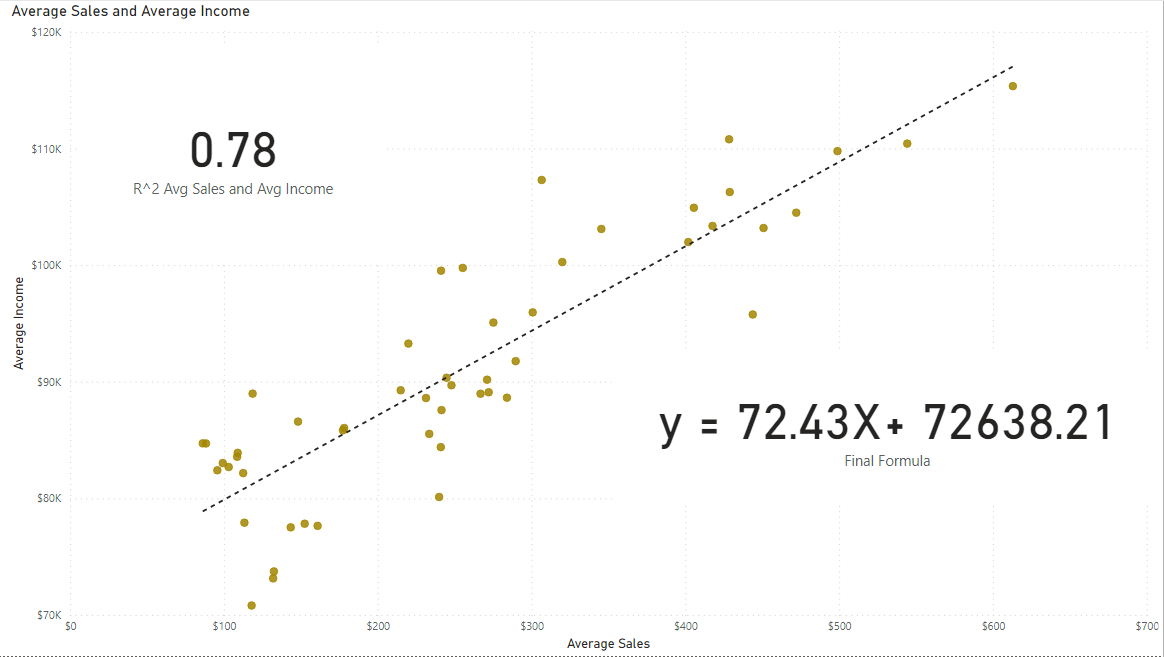 Average Sales and Average Income
$120K
0.78
R^2 Avg Sales and Avg Income
$110K
$100K
Average Income
$90K
y = 72.43X+ 72638.21
Final Formula
$80K
$70K
$0 $100 $200 $300 $400 $500 $600 $700
Average Sales